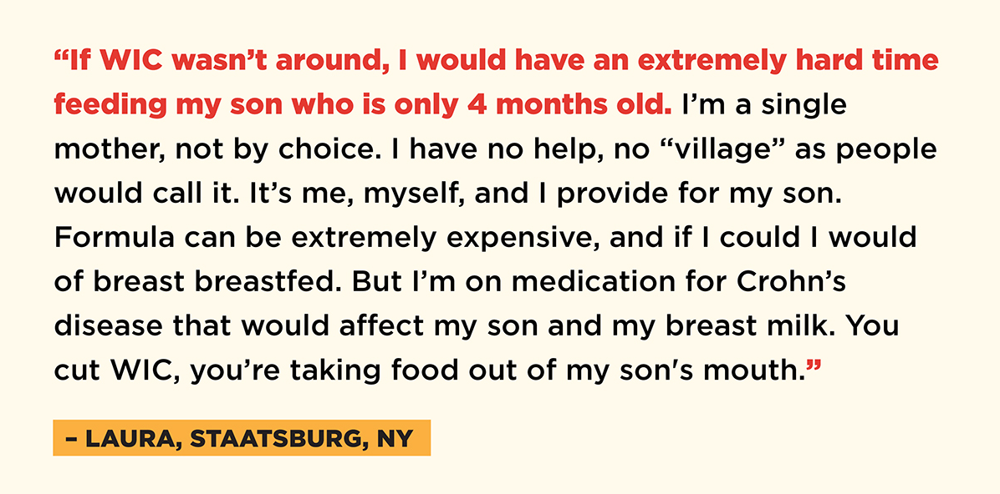 “If WIC wasn’t around, I would have an extremely hard time
feeding my son who is only 4 months old. I’m a single
mother, not by choice. I have no help, no “village” as people
would call it. It’s me, myself, and I provide for my son.
Formula can be extremely expensive, and if I could I would
of breast breastfed. But I’m on medication for Crohn’s
disease that would affect my son and my breast milk. You
cut WIC, you’re taking food out of my son's mouth.”
– LAURA, STAATSBURG, NY